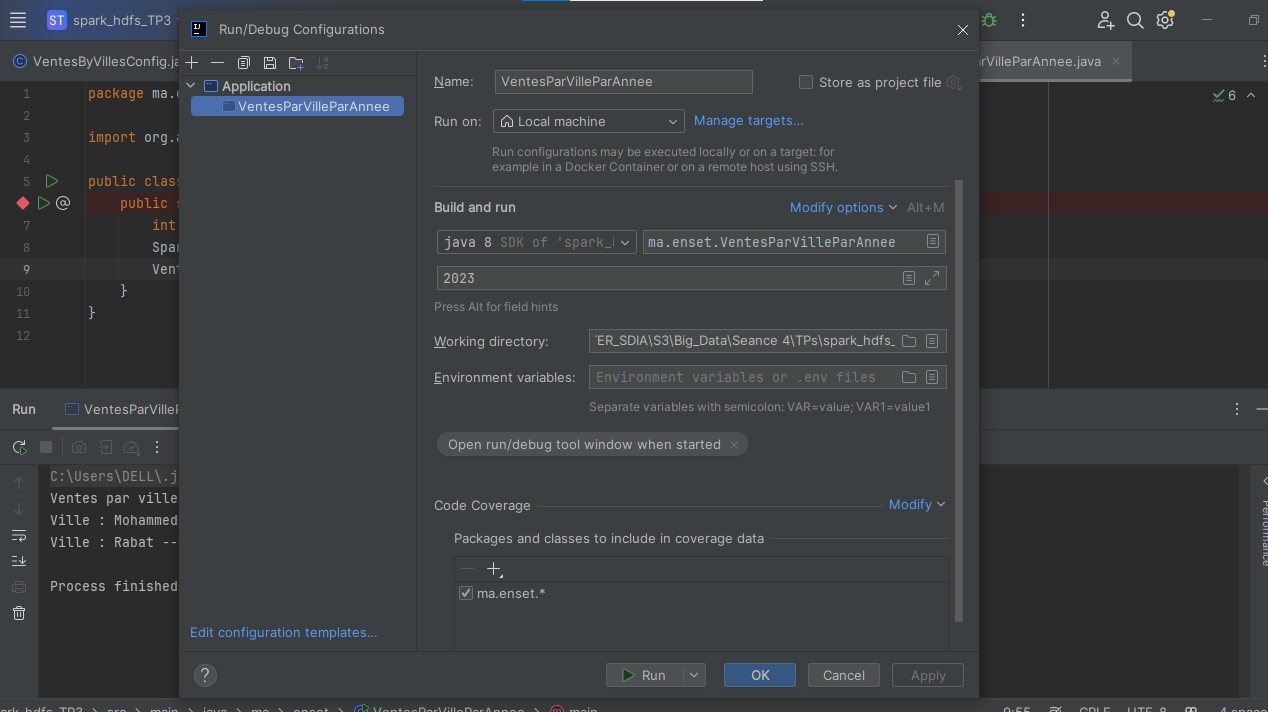 ST spark_hdfs_TP3
Run/Debug Configurations
VentesByVillesConfig.ja
rVilleParAnnee.java
Application
VentesParVilleParAnnee
Name: VentesParVilleParAnnee Store as project file
Run on: Local machine Manage targets...
Run configurations may be executed locally or on a target: for
example in a Docker Container or on a remote host using SSH.
Build and run Modify options Alt+M
java 8 SDK of 'spark_ ma.enset.VentesParVilleParAnnee
2023
Press Alt for field hints
Working directory: ER_SDIA\S3\Big_Data\Seance 4\TPs\spark_hdfs_
Environment variables: Environment variables or .env files
Separate variables with semicolon: VAR=value; VAR1=value1
Open run/debug tool window when started
Code Coverage Modify
Packages and classes to include in coverage data
ma.enset.*
Edit configuration templates...
? Run OK Cancel Apply
1 package ma.e
2
3 import org.a
4
5 public class
public s
7 int
8 Spar
9 Vent
10 }
11 }
12
6
Run VentesParVilleP
C:\Users\DELL\.j
Ventes par ville
Ville : Mohammed
Ville : Rabat --
Process finished
Performance
ark_hdfs_TP3 > src > main > java > ma > enset > VentesParVilleParAnnee > main 9:55 CRLF UTF-8 4 space